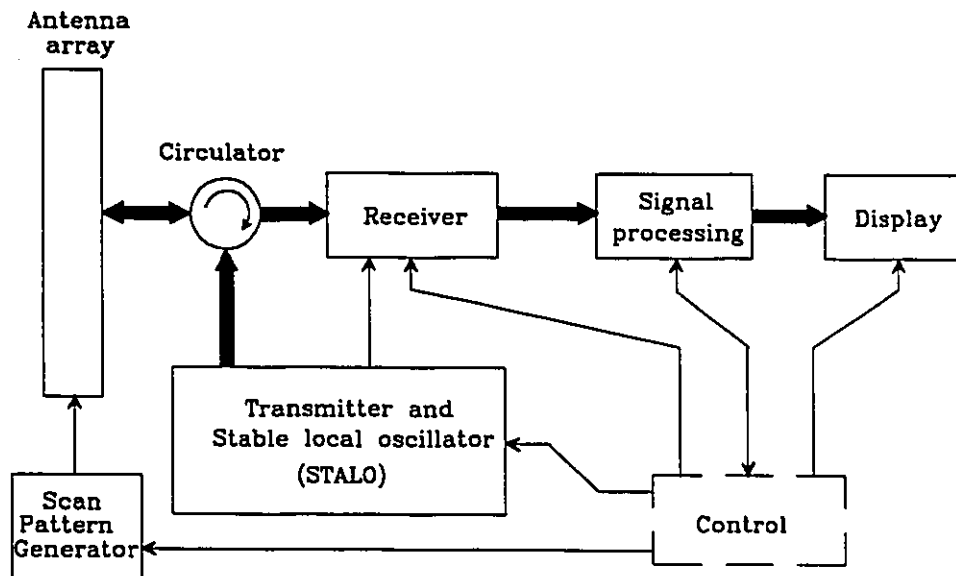 Antenna
array
Circulator
Receiver
Signal
processing
Display
Transmitter and
Stable local oscillator
(STALO)
Scan
Pattern
Generator
Control